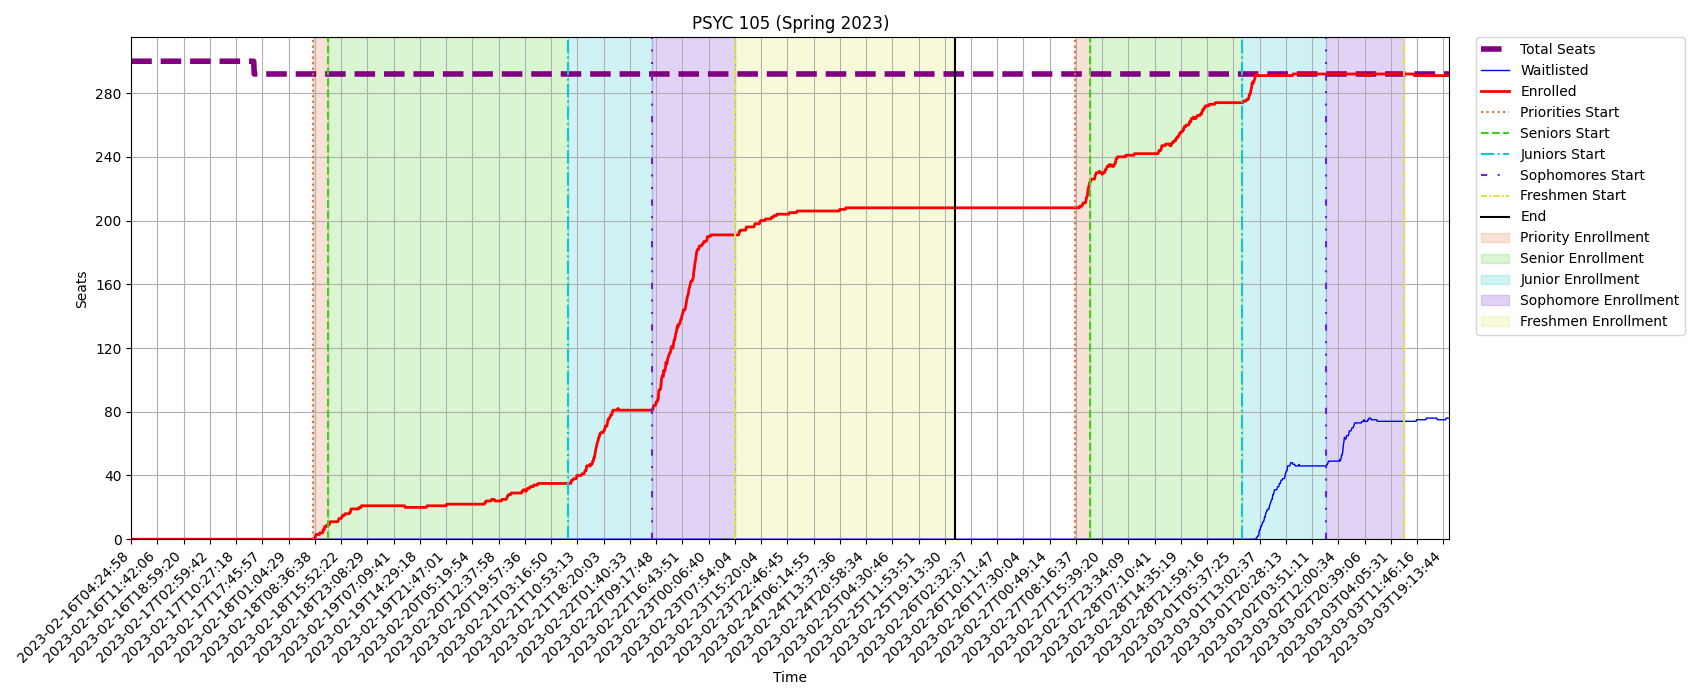 PSYC 105 (Spring 2023)
Seats
280
240
200
160
120
80
40
0
2023-02-16T04:24:58
2023-02-16T11:42:06
2023-02-16T18:59:20
2023-02-17T02:59:42
2023-02-17T10:27:18
2023-02-17T17:45:57
2023-02-18T01:04:29
2023-02-18T08:36:38
2023-02-18T15:52:22
2023-02-18T23:08:29
2023-02-19T07:09:41
2023-02-19T14:29:18
2023-02-19T21:47:01
2023-02-20T05:19:54
2023-02-20T12:37:58
2023-02-20T19:57:36
2023-02-21T03:16:50
2023-02-21T10:53:13
2023-02-21T18:20:03
2023-02-22T01:40:33
2023-02-22T09:17:48
2023-02-22T16:43:51
2023-02-23T00:06:40
2023-02-23T07:54:04
2023-02-23T15:20:04
2023-02-23T22:46:45
2023-02-24T06:14:55
2023-02-24T13:37:36
2023-02-24T20:58:34
2023-02-25T04:30:46
2023-02-25T11:53:51
2023-02-25T19:13:30
2023-02-26T02:32:37
2023-02-26T10:11:47
2023-02-26T17:30:04
2023-02-27T00:49:14
2023-02-27T08:16:37
2023-02-27T15:39:20
2023-02-27T23:34:09
2023-02-28T07:10:41
2023-02-28T14:35:19
2023-02-28T21:59:16
2023-03-01T05:37:25
2023-03-01T13:02:37
2023-03-01T20:28:13
2023-03-02T03:51:11
2023-03-02T12:00:34
2023-03-02T20:39:06
2023-03-03T04:05:31
2023-03-03T11:46:16
2023-03-03T19:13:44
Time
Total Seats
Waitlisted
Enrolled
Priorities Start
Seniors Start
Juniors Start
Sophomores Start
Freshmen Start
End
Priority Enrollment
Senior Enrollment
Junior Enrollment
Sophomore Enrollment
Freshmen Enrollment